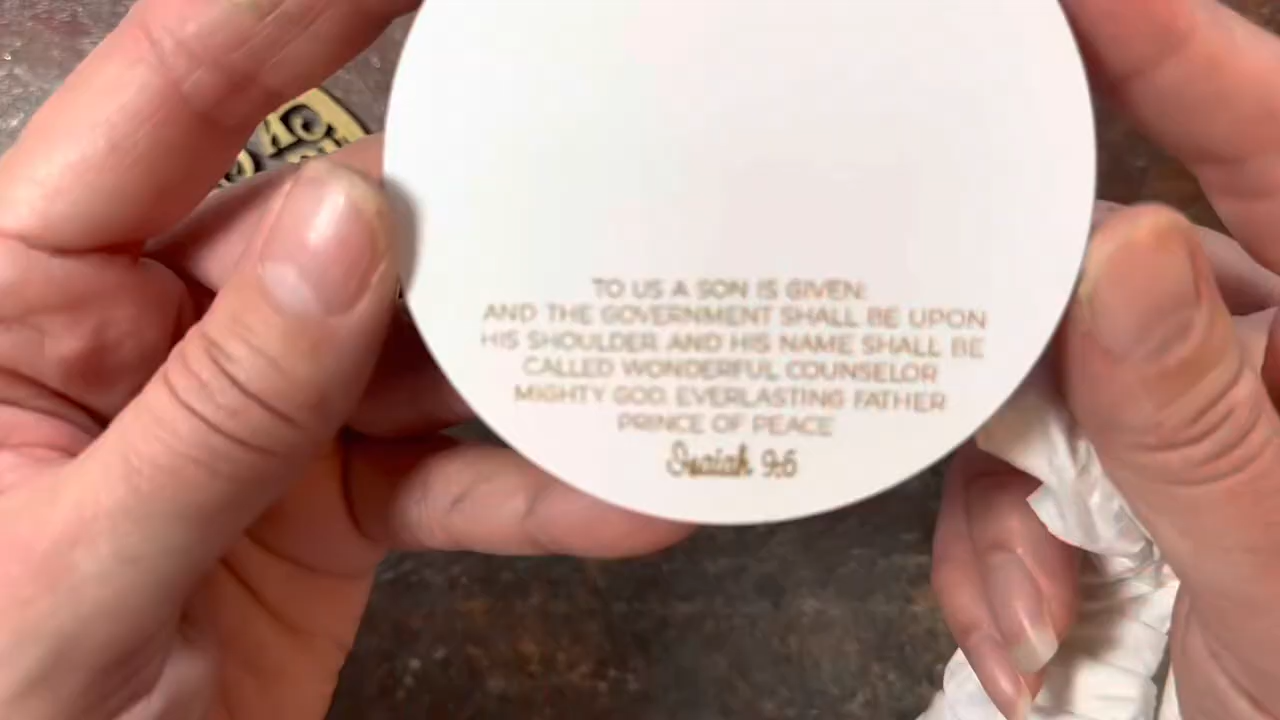 TO US A SON IS GIVEN:
AND THE GOVERNMENT SHALL BE UPON
HIS SHOULDER AND HIS NAME SHALL BE
CALLED WONDERFUL COUNSELOR
MIGHTY GOD, EVERLASTING FATHER
PRINCE OF PEACE
Isaiah 9:6